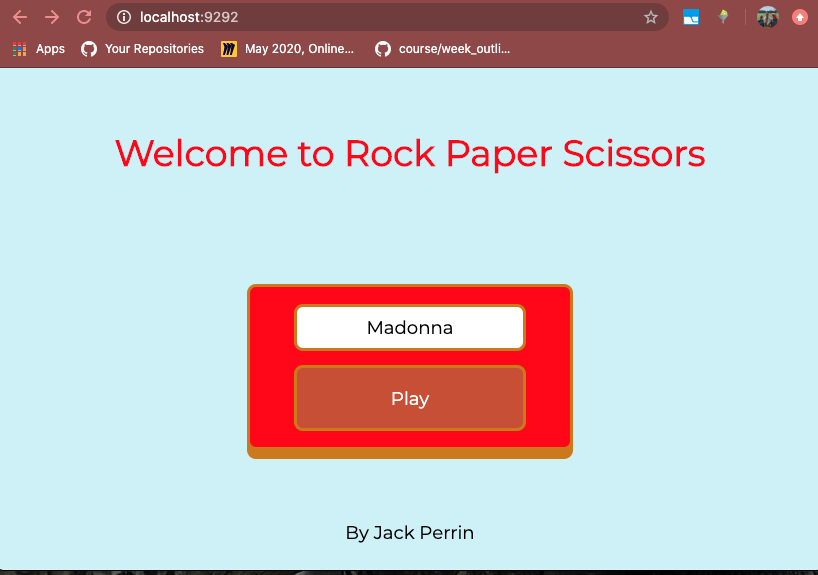 localhost:9292
Apps
Your Repositories
May 2020, Online...
course/week_outli...
Welcome to Rock Paper Scissors
Madonna
Play
By Jack Perrin